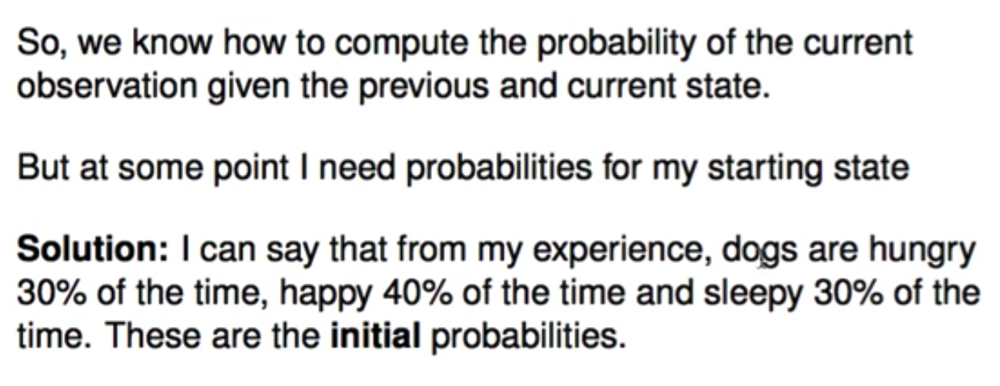 So, we know how to compute the probability of the current
observation given the previous and current state.
But at some point I need probabilities for my starting state
Solution: I can say that from my experience, dogs are hungry
30% of the time, happy 40% of the time and sleepy 30% of the
time. These are the initial probabilities.